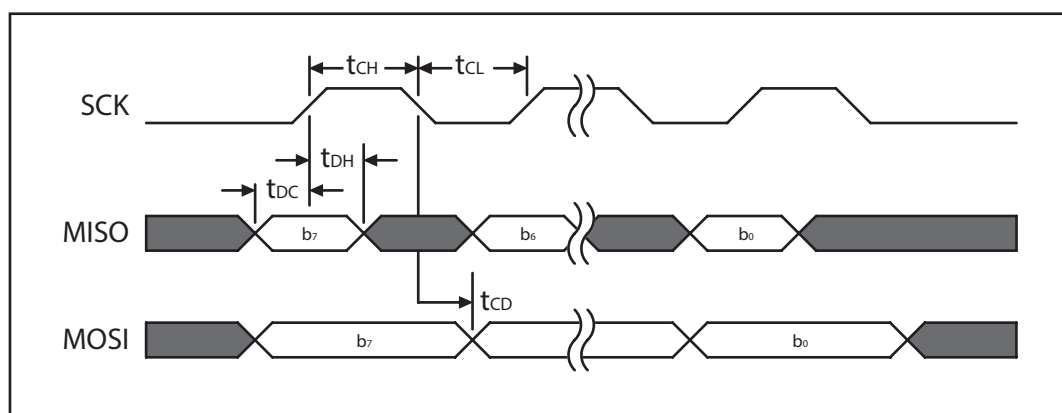 tCH tCL
SCK
tDH
tDC
MISO b7 b6 b0
tCD
MOSI b7 b0